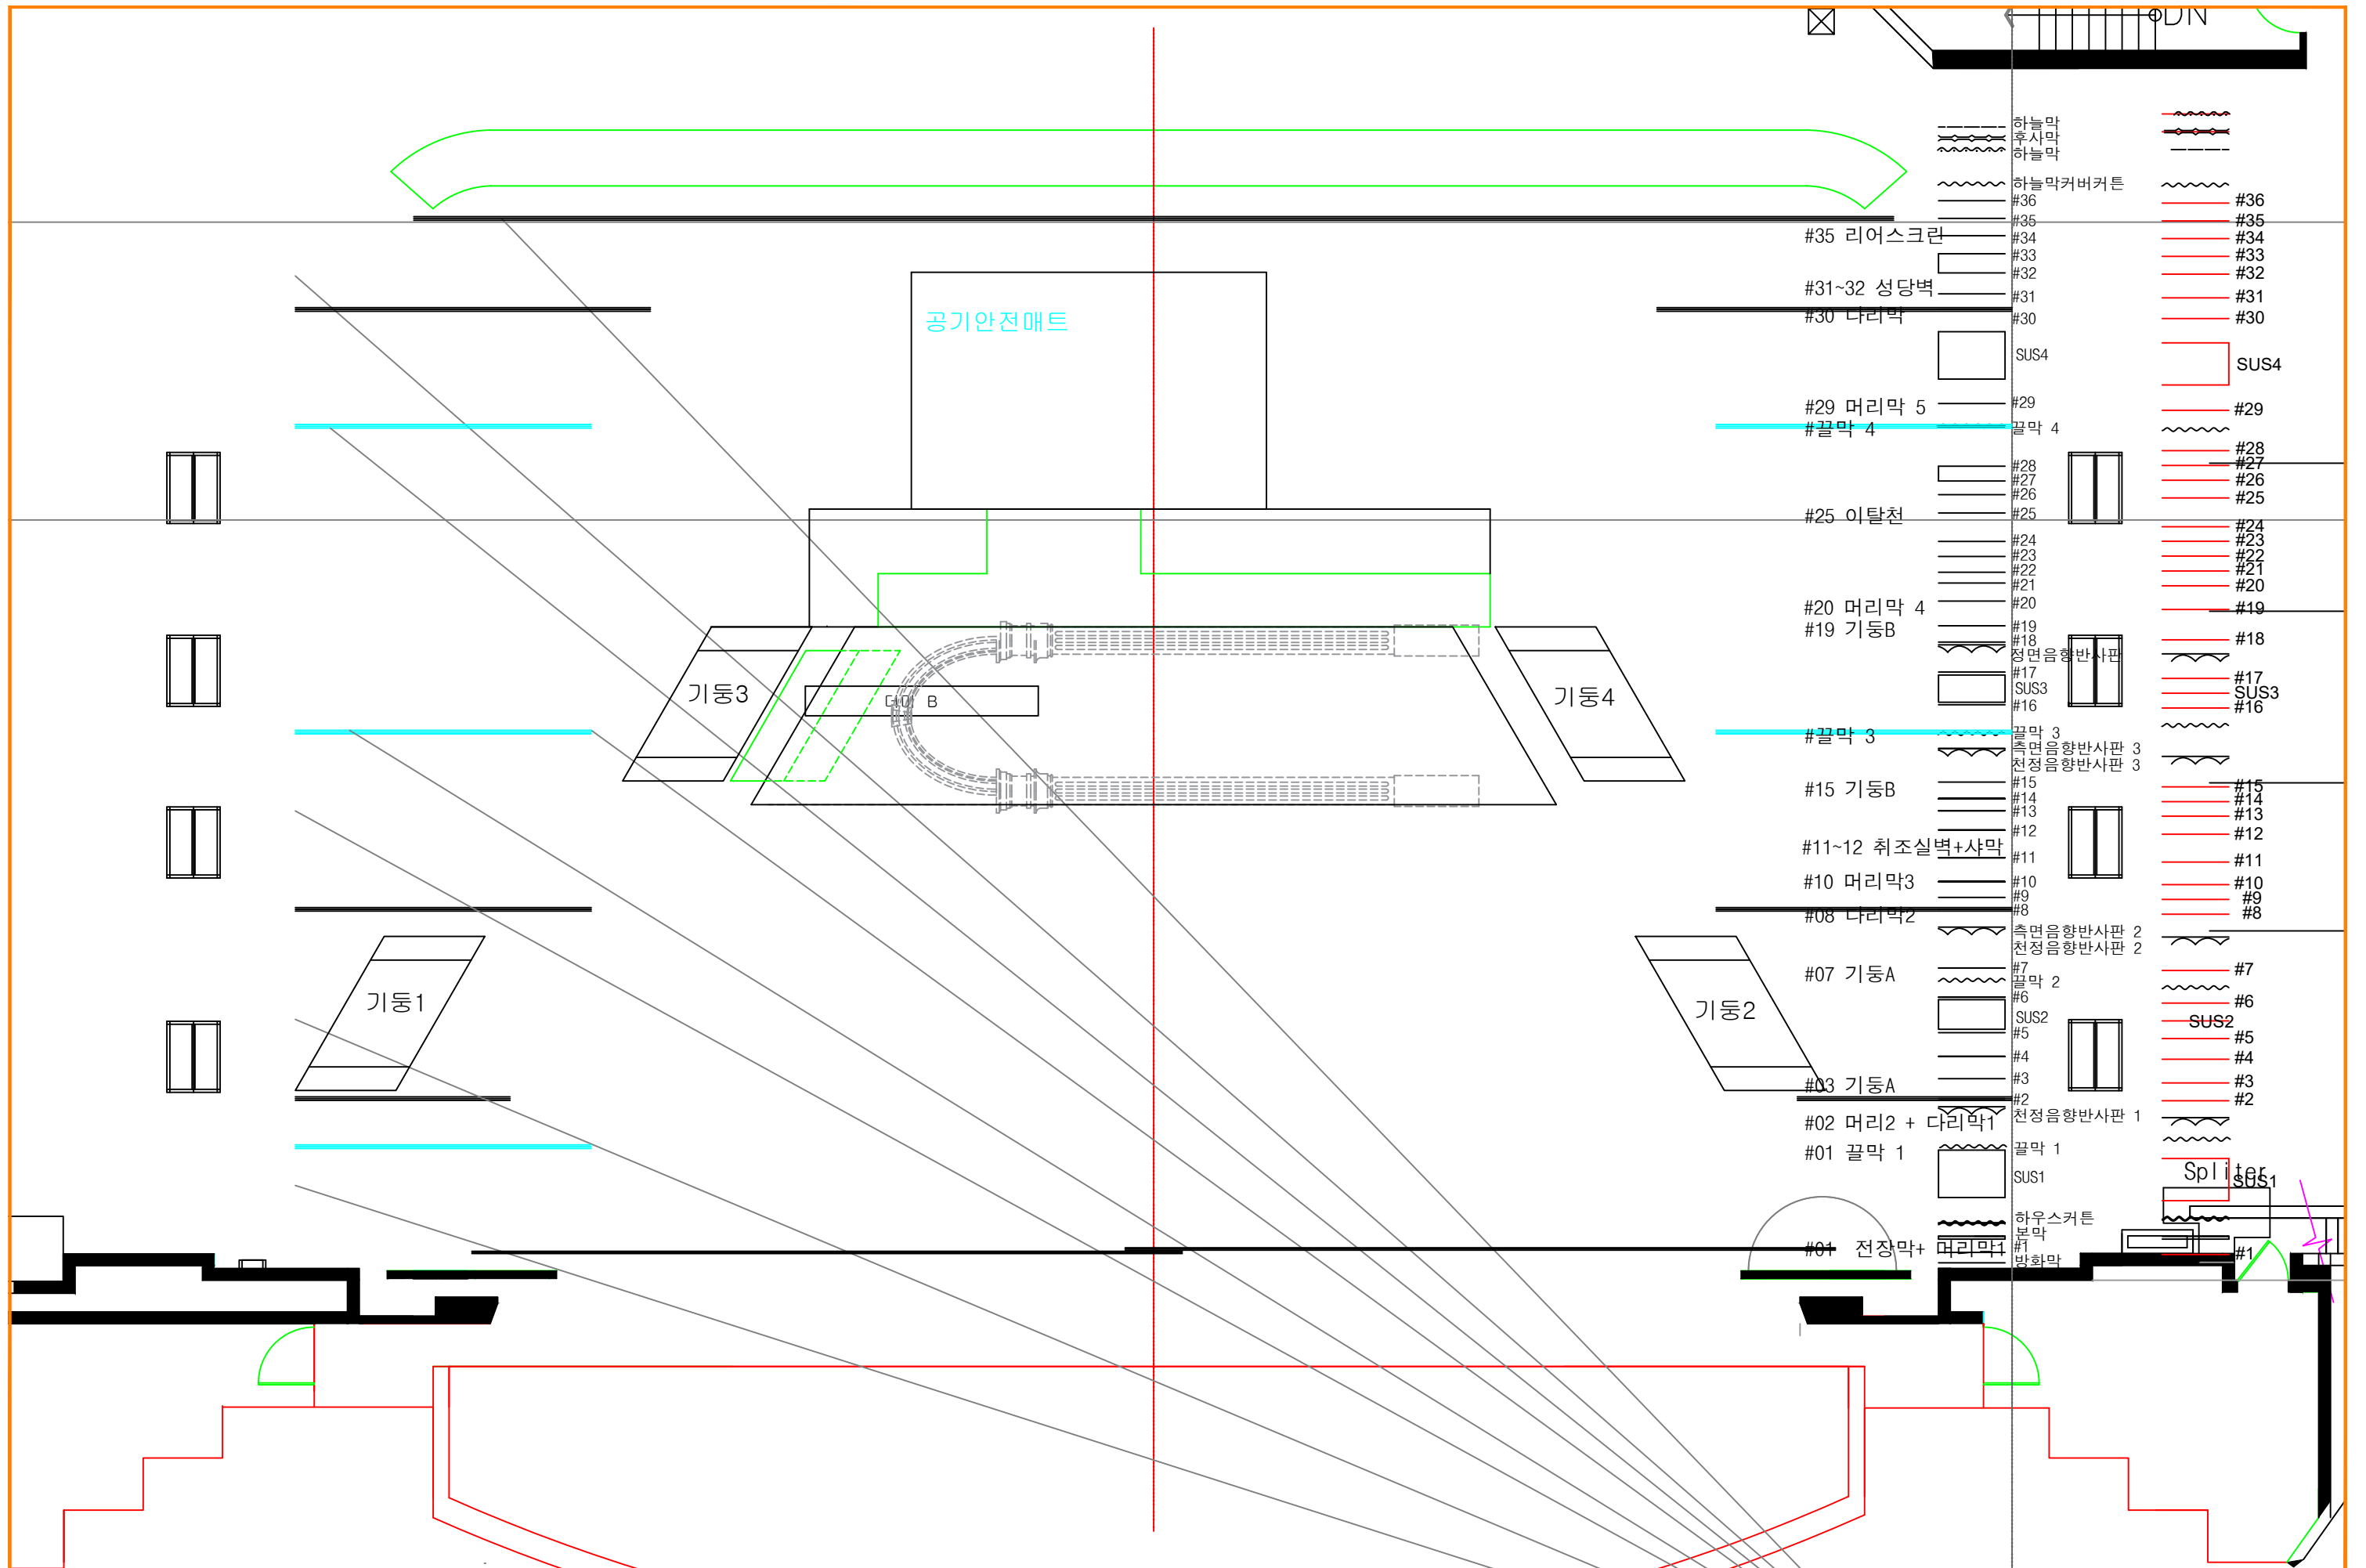 DN
하늘막
후사막
하늘막
하늘막커버커튼
#36
#35
#34
#33
#32
#31
#30
SUS4
#29
끌막 4
#28
#27
#26
#25
#24
#23
#22
#21
#20
#19
#18
정면음향반사판
#17
SUS3
#16
끌막 3
측면음향반사판 3
천정음향반사판 3
#15
#14
#13
#12
#11
#10
#9
#8
측면음향반사판 2
천정음향반사판 2
#7
끌막 2
#6
SUS2
#5
#4
#3
#2
천정음향반사판 1
끌막 1
SUS1
하우스커튼
본막
#1
방화막
#36
#35
#34
#33
#32
#31
#30
SUS4
#29
#28
#27
#26
#25
#24
#23
#22
#21
#20
#19
#18
#17
SUS3
#16
#15
#14
#13
#12
#11
#10
#9
#8
#7
#6
SUS2
#5
#4
#3
#2
Spliter
SUS1
#1
#35 리어스크린
#31~32 성당벽
#30 다리막
#29 머리막 5
#끌막 4
#25 이탈천
#20 머리막 4
#19 기둥B
#끌막 3
#15 기둥B
#11~12 취조실벽+샤막
#10 머리막3
#08 다리막2
#07 기둥A
#03 기둥A
#02 머리2 + 다리막1
#01 끌막 1
#01 전장막+ 머리막1
공기안전매트
기둥3
더미 B
기둥4
기둥1
기둥2